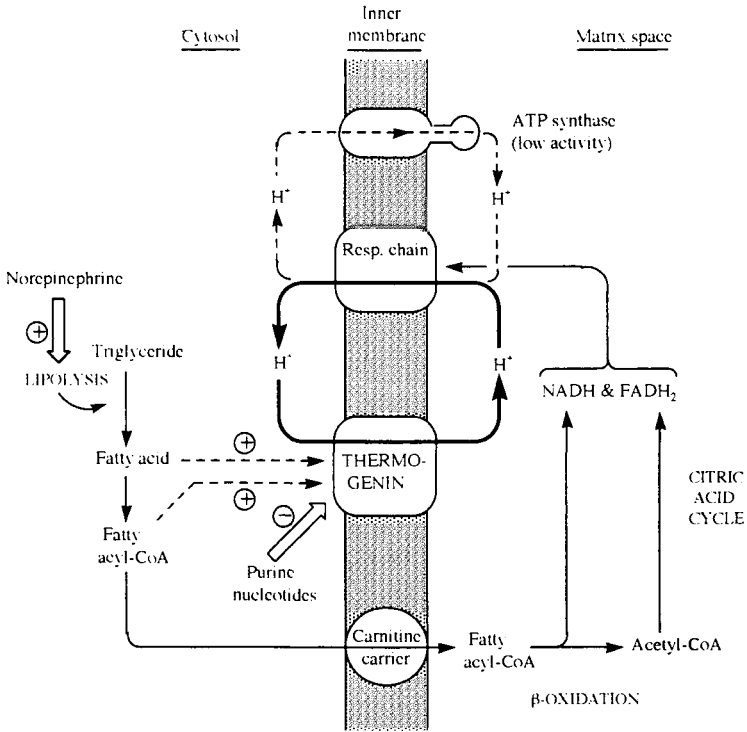 Cytosol
Inner
membrane
Matrix space
ATP synthase
(low activity)
H⁺
H⁺
Resp. chain
Norepinephrine
+
Triglyceride
LIPOLYSIS
H⁺
H⁺
NADH & FADH₂
Fatty acid
+
THERMO-
GENIN
+
CITRIC
ACID
CYCLE
−
Fatty
acyl-CoA
Purine
nucleotides
Carnitine
carrier
Fatty
acyl-CoA
Acetyl-CoA
β-OXIDATION